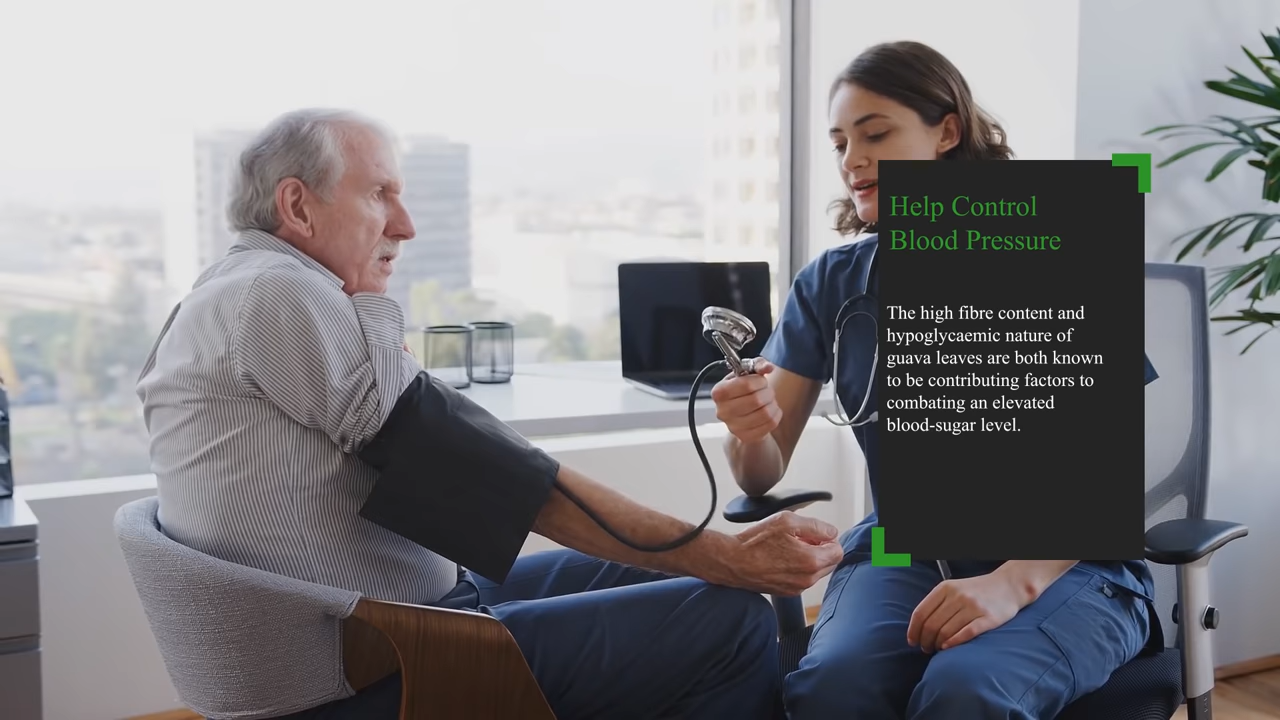 Help Control
Blood Pressure
The high fibre content and
hypoglycaemic nature of
guava leaves are both known
to be contributing factors to
combating an elevated
blood-sugar level.